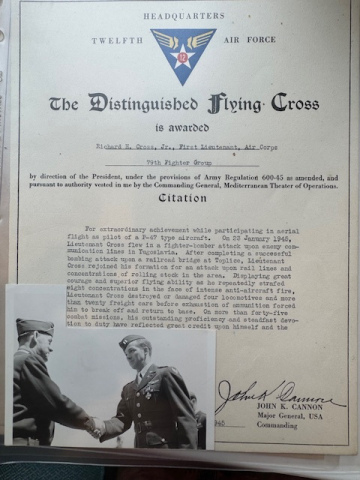 HEADQUARTERS
TWELFTH AIR FORCE
The Distinguished Flying Cross
is awarded
Richard E. Cross, Jr., First Lieutenant, Air Corps
79th Fighter Group
by direction of the President, under the provisions of Army Regulation 600-45 as amended, and
pursuant to authority vested in me by the Commanding General, Mediterranean Theater of Operations.
Citation
For extraordinary achievement while participating in aerial
flight as pilot of a P-47 type aircraft. On 23 January 1945,
Lieutenant Cross flew in a fighter-bomber attack upon enemy com-
munication lines in Yugoslavia. After completing a successful
bombing attack upon a railroad bridge at Teplice, Lieutenant
Cross rejoined his formation for an attack upon rail lines and
concentrations of rolling stock in the area. Displaying great
courage and superior flying ability as he repeatedly strafed
eight concentrations in the face of intense anti-aircraft fire,
Lieutenant Cross destroyed or damaged four locomotives and more
than twenty freight cars before exhaustion of ammunition forced
him to break off and return to base. On more than forty-five
combat missions, his outstanding proficiency and steadfast devo-
tion to duty have reflected great credit upon himself and the
John K. Cannon
JOHN K. CANNON
Major General, USA
Commanding